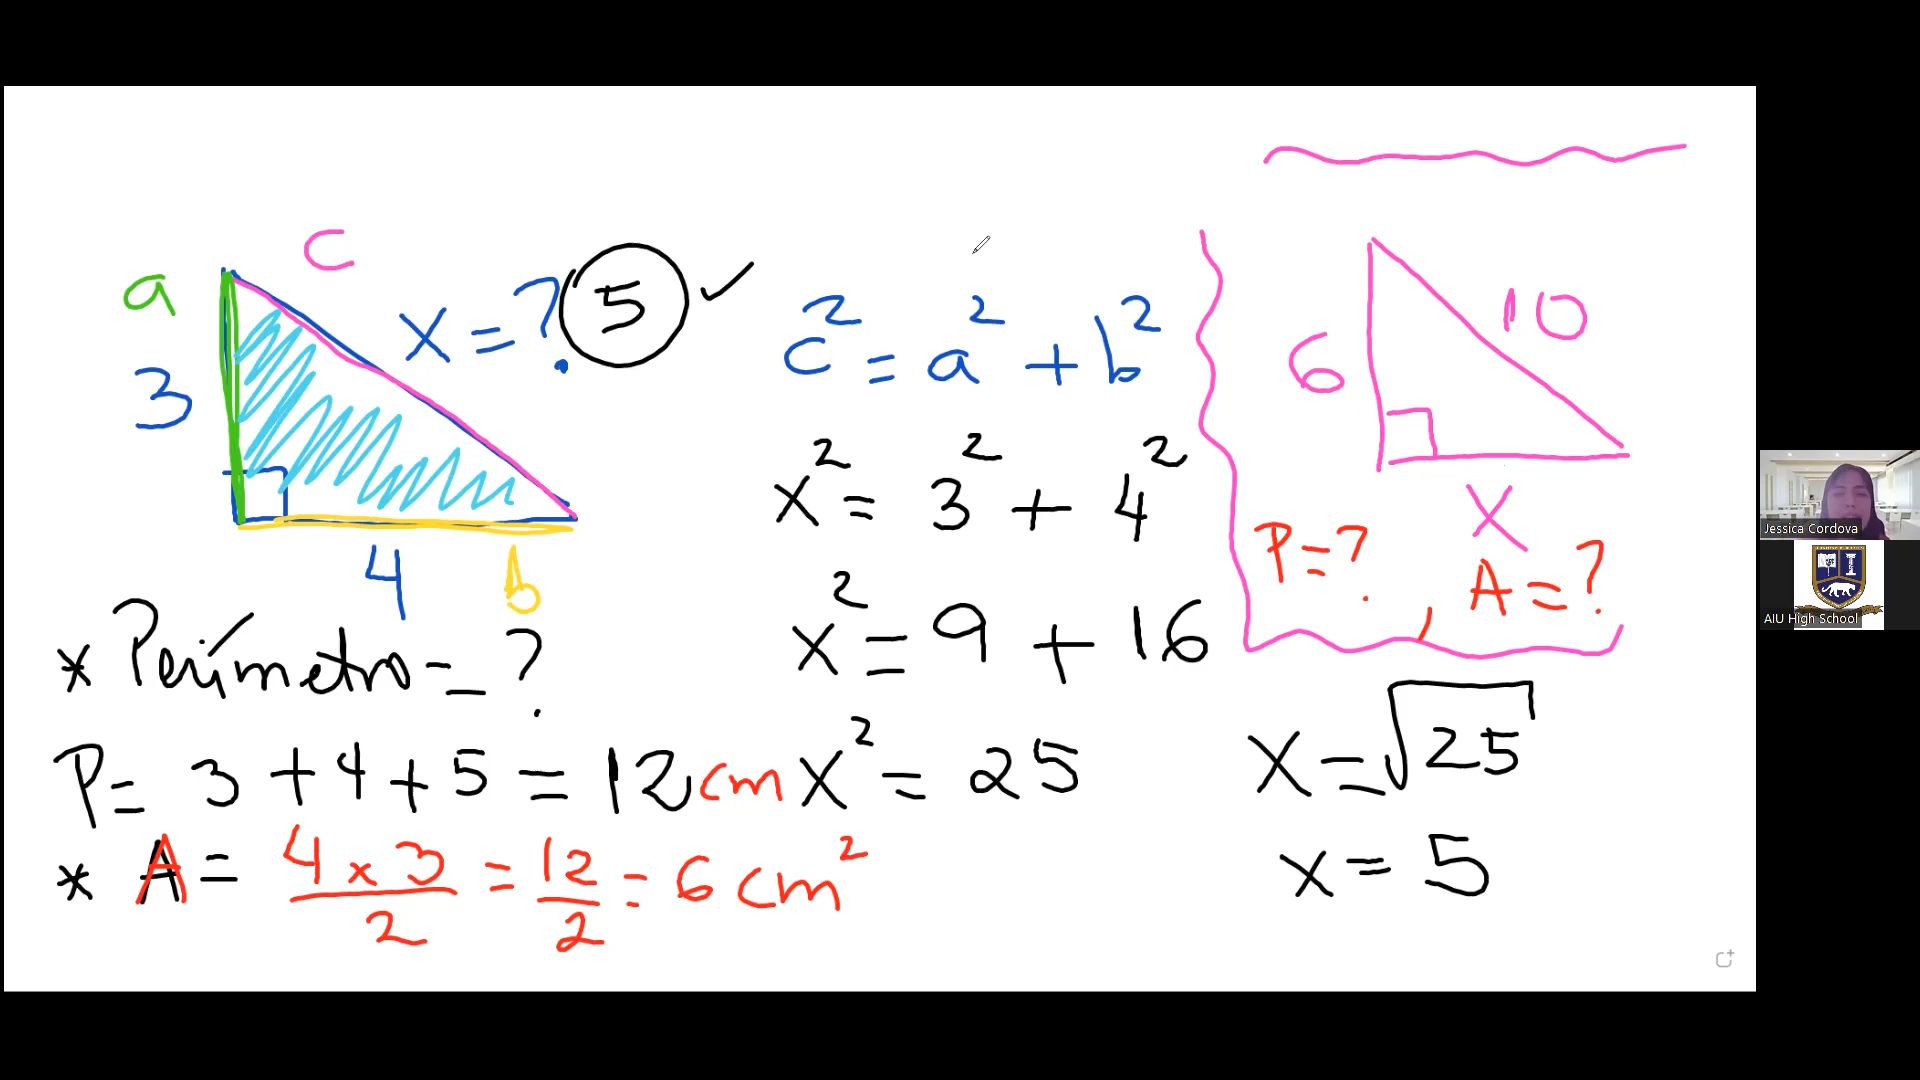 c
a
3
x = ?
5
4
b
c² = a² + b²
x² = 3² + 4²
x² = 9 + 16
x² = 25
x = √25
x = 5
6
10
x
P = ?
, A = ?
* Perímetro = ?
P = 3 + 4 + 5 = 12 cm
* A = 4 x 3 / 2 = 12 / 2 = 6 cm²
Jessica Cordova
AIU High School